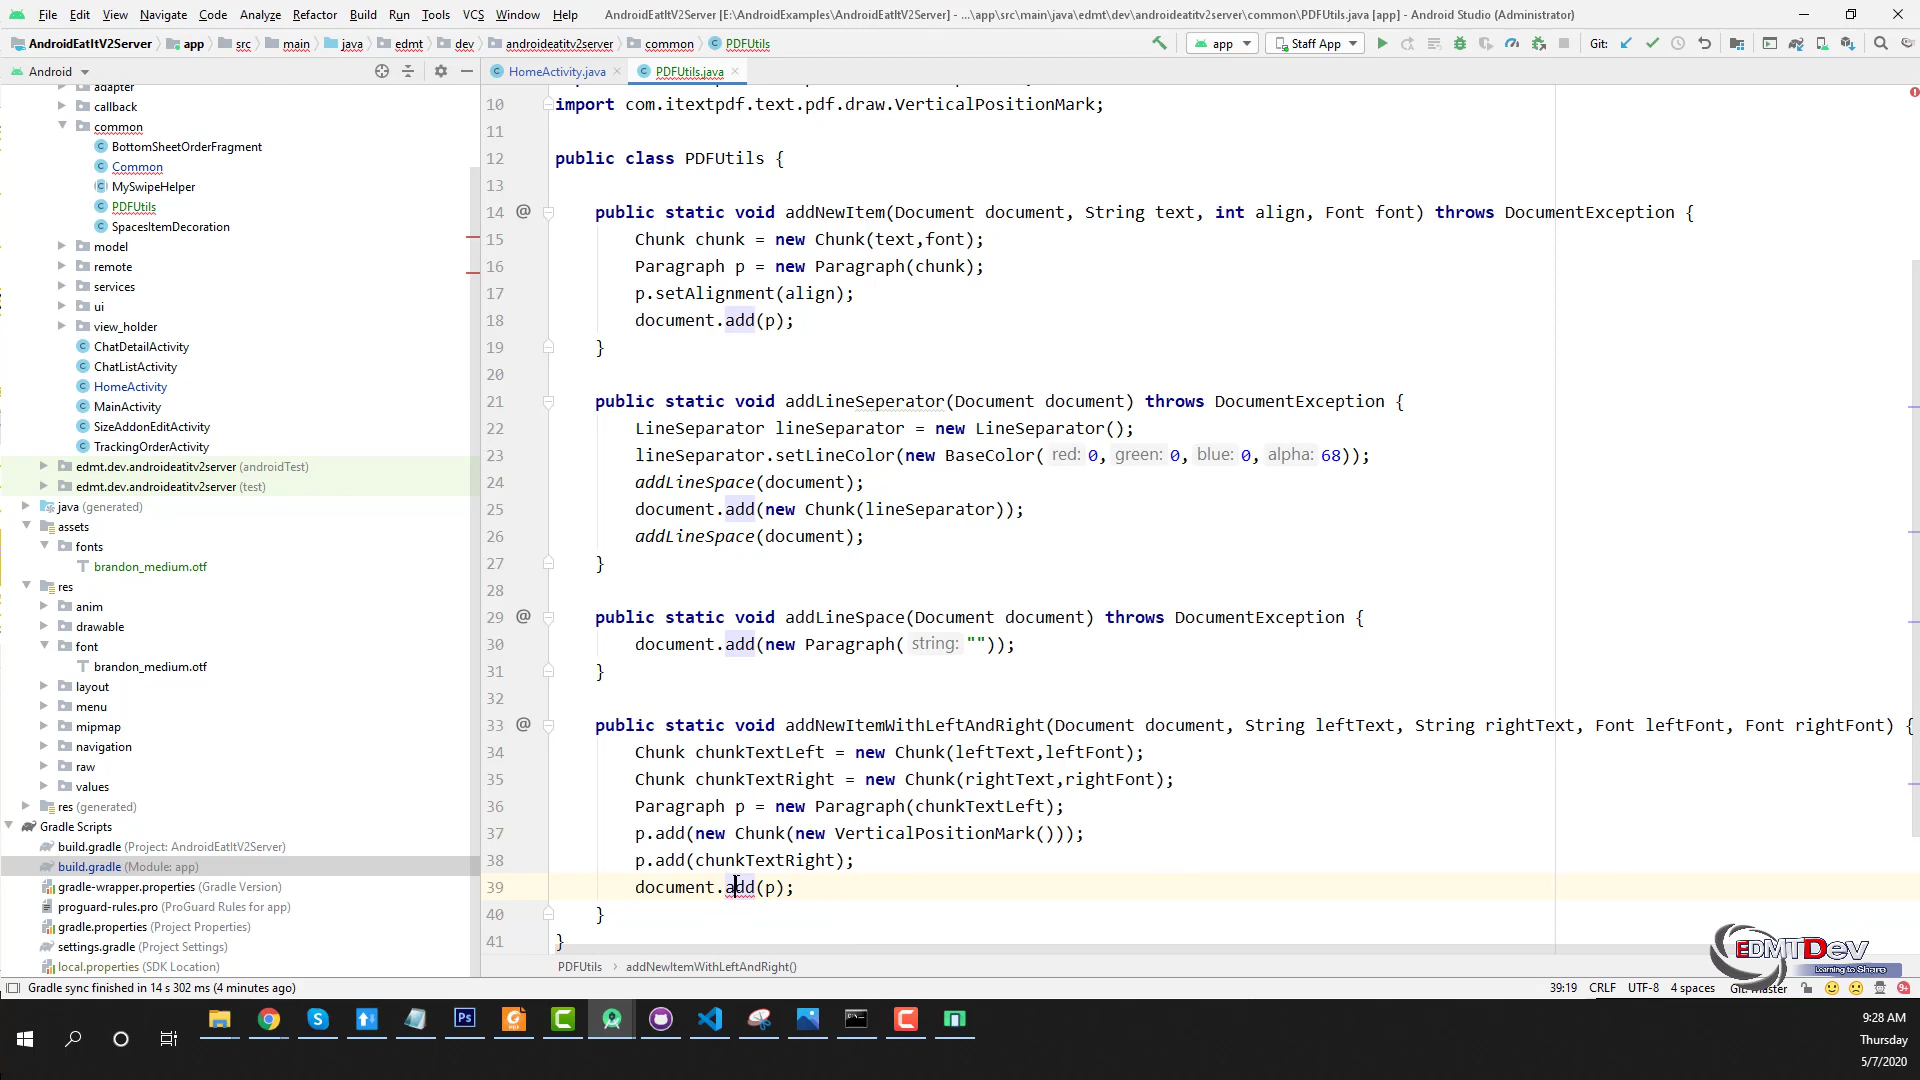 File Edit View Navigate Code Analyze Refactor Build Run Tools VCS Window Help AndroidEatItV2Server [E:\AndroidExamples\AndroidEatItV2Server] - ...\app\src\main\java\edmt\dev\androideatitv2server\common\PDFUtils.java [app] - Android Studio (Administrator)
AndroidEatItV2Server app src main java edmt dev androideatitv2server common PDFUtils app Staff App Git:
Android
HomeActivity.java
PDFUtils.java
adapter
callback
common
BottomSheetOrderFragment
Common
MySwipeHelper
PDFUtils
SpacesItemDecoration
model
remote
services
ui
view_holder
ChatDetailActivity
ChatListActivity
HomeActivity
MainActivity
SizeAddonEditActivity
TrackingOrderActivity
edmt.dev.androideatitv2server (androidTest)
edmt.dev.androideatitv2server (test)
java (generated)
assets
fonts
brandon_medium.otf
res
anim
drawable
font
brandon_medium.otf
layout
menu
mipmap
navigation
raw
values
res (generated)
Gradle Scripts
build.gradle (Project: AndroidEatItV2Server)
build.gradle (Module: app)
gradle-wrapper.properties (Gradle Version)
proguard-rules.pro (ProGuard Rules for app)
gradle.properties (Project Properties)
settings.gradle (Project Settings)
local.properties (SDK Location)
10 import com.itextpdf.text.pdf.draw.VerticalPositionMark;
11
12 public class PDFUtils {
13
14 @ public static void addNewItem(Document document, String text, int align, Font font) throws DocumentException {
15 Chunk chunk = new Chunk(text,font);
16 Paragraph p = new Paragraph(chunk);
17 p.setAlignment(align);
18 document.add(p);
19 }
20
21 public static void addLineSeperator(Document document) throws DocumentException {
22 LineSeparator lineSeparator = new LineSeparator();
23 lineSeparator.setLineColor(new BaseColor( red: 0, green: 0, blue: 0, alpha: 68));
24 addLineSpace(document);
25 document.add(new Chunk(lineSeparator));
26 addLineSpace(document);
27 }
28
29 @ public static void addLineSpace(Document document) throws DocumentException {
30 document.add(new Paragraph( string: ""));
31 }
32
33 @ public static void addNewItemWithLeftAndRight(Document document, String leftText, String rightText, Font leftFont, Font rightFont) {
34 Chunk chunkTextLeft = new Chunk(leftText,leftFont);
35 Chunk chunkTextRight = new Chunk(rightText,rightFont);
36 Paragraph p = new Paragraph(chunkTextLeft);
37 p.add(new Chunk(new VerticalPositionMark()));
38 p.add(chunkTextRight);
39 document.add(p);
40 }
41 }
EDMTDev
Learning to Share
PDFUtils › addNewItemWithLeftAndRight()
Gradle sync finished in 14 s 302 ms (4 minutes ago) 39:19 CRLF UTF-8 4 spaces Git: master
9:28 AM
Thursday
5/7/2020